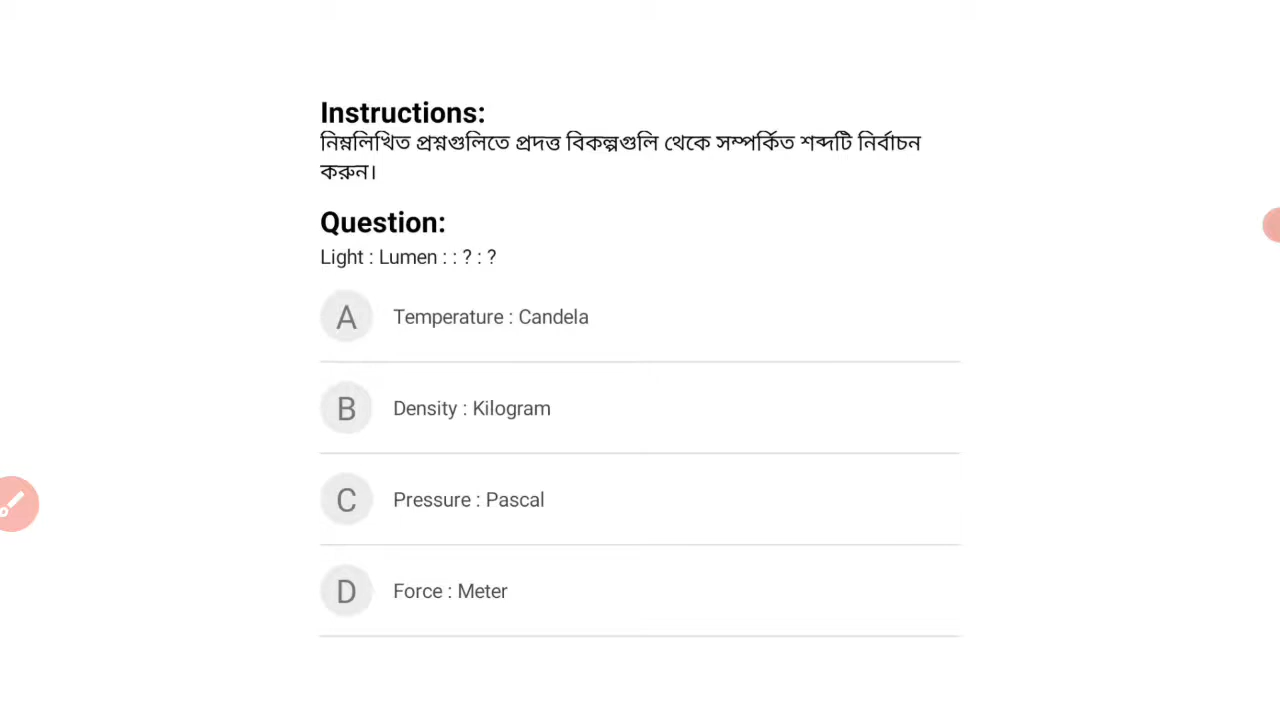 Instructions:
নিম্নলিখিত প্রশ্নগুলিতে প্রদত্ত বিকল্পগুলি থেকে সম্পর্কিত শব্দটি নির্বাচন
করুন।
Question:
Light : Lumen : : ? : ?
A Temperature : Candela
B Density : Kilogram
C Pressure : Pascal
D Force : Meter